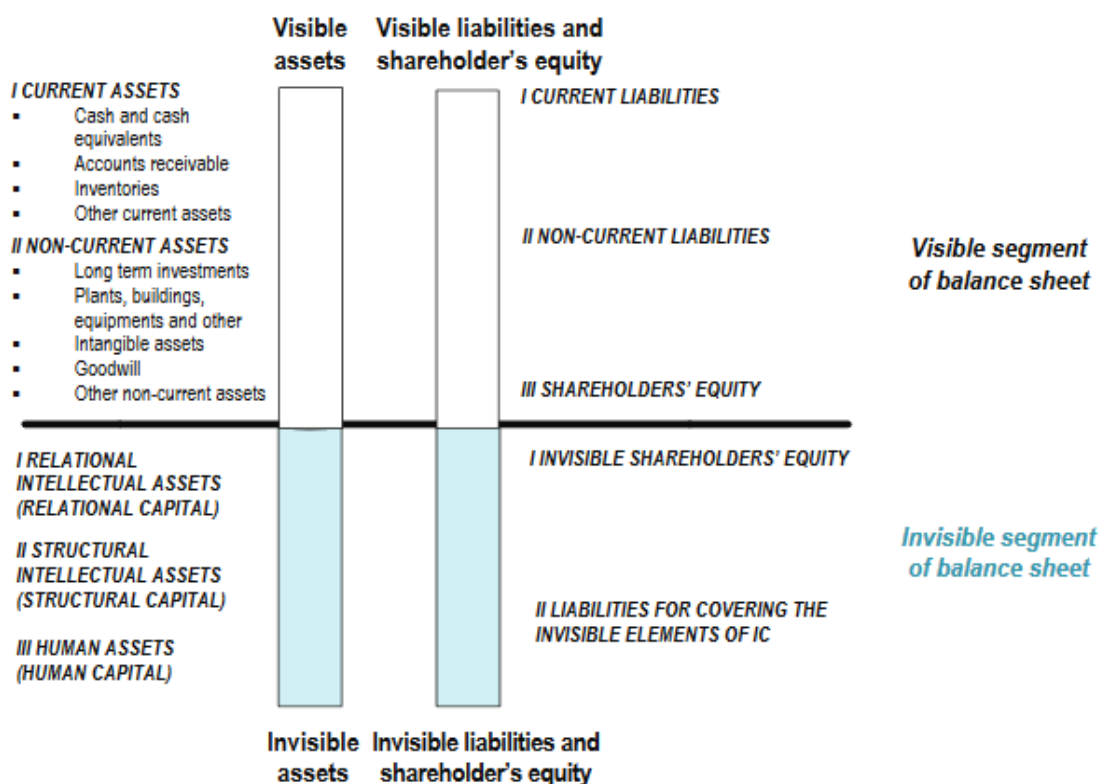 Visible
assets
Visible liabilities and
shareholder's equity
I CURRENT ASSETS
▪ Cash and cash
equivalents
▪ Accounts receivable
▪ Inventories
▪ Other current assets
II NON-CURRENT ASSETS
▪ Long term investments
▪ Plants, buildings,
equipments and other
▪ Intangible assets
▪ Goodwill
▪ Other non-current assets
I CURRENT LIABILITIES
II NON-CURRENT LIABILITIES
III SHAREHOLDERS' EQUITY
Visible segment
of balance sheet
I RELATIONAL
INTELLECTUAL ASSETS
(RELATIONAL CAPITAL)
II STRUCTURAL
INTELLECTUAL ASSETS
(STRUCTURAL CAPITAL)
III HUMAN ASSETS
(HUMAN CAPITAL)
I INVISIBLE SHAREHOLDERS' EQUITY
II LIABILITIES FOR COVERING THE
INVISIBLE ELEMENTS OF IC
Invisible segment
of balance sheet
Invisible
assets
Invisible liabilities and
shareholder's equity